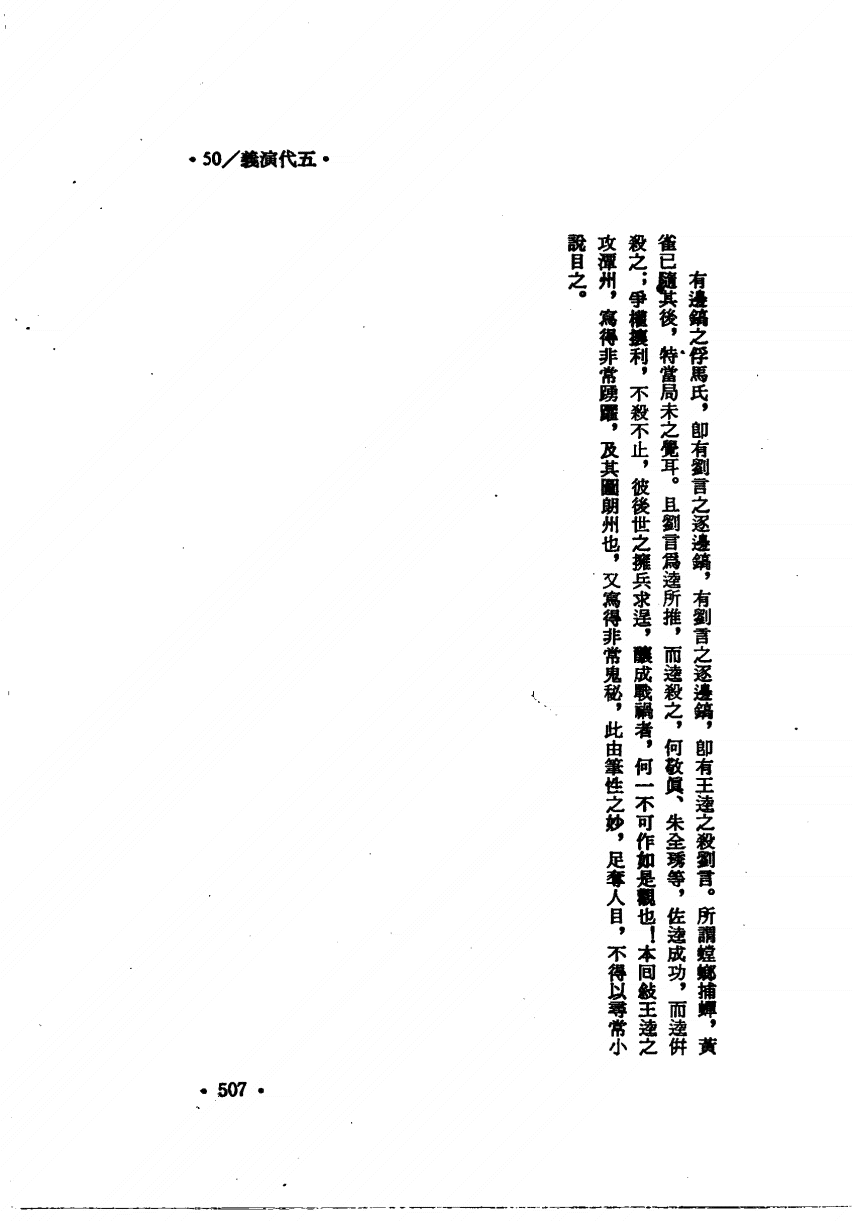 •50/義演代五•
有邊鎬之俘馬氏，卽有劉言之逐邊鎬，有劉言之逐邊鎬，卽有王逵之殺劉言。所謂螳螂捕蟬，黃
雀已隨其後，特當局未之覺耳。且劉言爲逵所推，而逵殺之，何敬眞、朱全琇等，佐逵成功，而逵倂
殺之；爭權攘利，不殺不止，彼後世之擁兵求逞，釀成戰禍者，何一不可作如是觀也！本回敍王逵之
攻潭州，寫得非常踴躍，及其圖朗州也，又寫得非常鬼秘，此由筆性之妙，足奪人目，不得以尋常小
說目之。
•507•